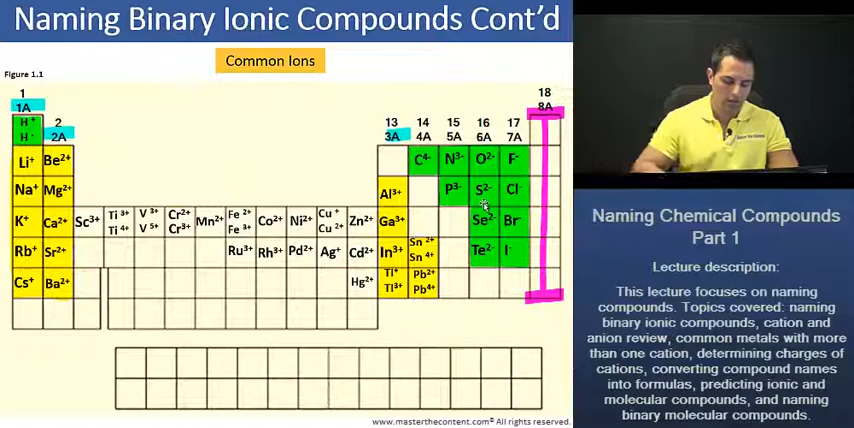 Naming Binary Ionic Compounds Cont'd
Common Ions
Figure 1.1
1
1A
2
2A
13
3A
14
4A
15
5A
16
6A
17
7A
18
8A
H⁺
H⁻
Li⁺ Be²⁺ C⁴⁻ N³⁻ O²⁻ F⁻
Na⁺ Mg²⁺ Al³⁺ P³⁻ S²⁻ Cl⁻
K⁺ Ca²⁺ Sc³⁺ Ti³⁺ Ti⁴⁺ V³⁺ V⁵⁺ Cr²⁺ Cr³⁺ Mn²⁺ Fe²⁺ Fe³⁺ Co²⁺ Ni²⁺ Cu⁺ Cu²⁺ Zn²⁺ Ga³⁺ Se²⁻ Br⁻
Rb⁺ Sr²⁺ Ru³⁺ Rh³⁺ Pd²⁺ Ag⁺ Cd²⁺ In³⁺ Sn²⁺ Sn⁴⁺ Te²⁻ I⁻
Cs⁺ Ba²⁺ Hg²⁺ Tl⁺ Tl³⁺ Pb²⁺ Pb⁴⁺
www.masterthecontent.com® All rights reserved.
Naming Chemical Compounds
Part 1
Lecture description:
This lecture focuses on naming
compounds. Topics covered: naming
binary ionic compounds, cation and
anion review, common metals with more
than one cation, determining charges of
cations, converting compound names
into formulas, predicting ionic and
molecular compounds, and naming
binary molecular compounds.